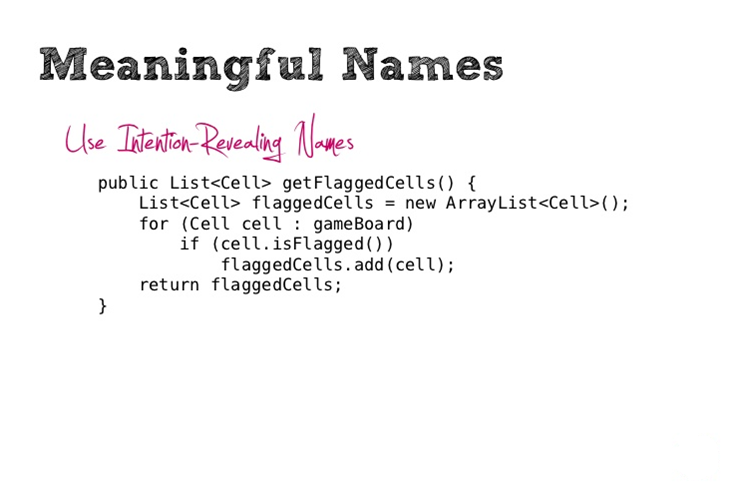 Meaningful Names
Use Intention-Revealing Names
public List<Cell> getFlaggedCells() {
    List<Cell> flaggedCells = new ArrayList<Cell>();
    for (Cell cell : gameBoard)
        if (cell.isFlagged())
            flaggedCells.add(cell);
    return flaggedCells;
}